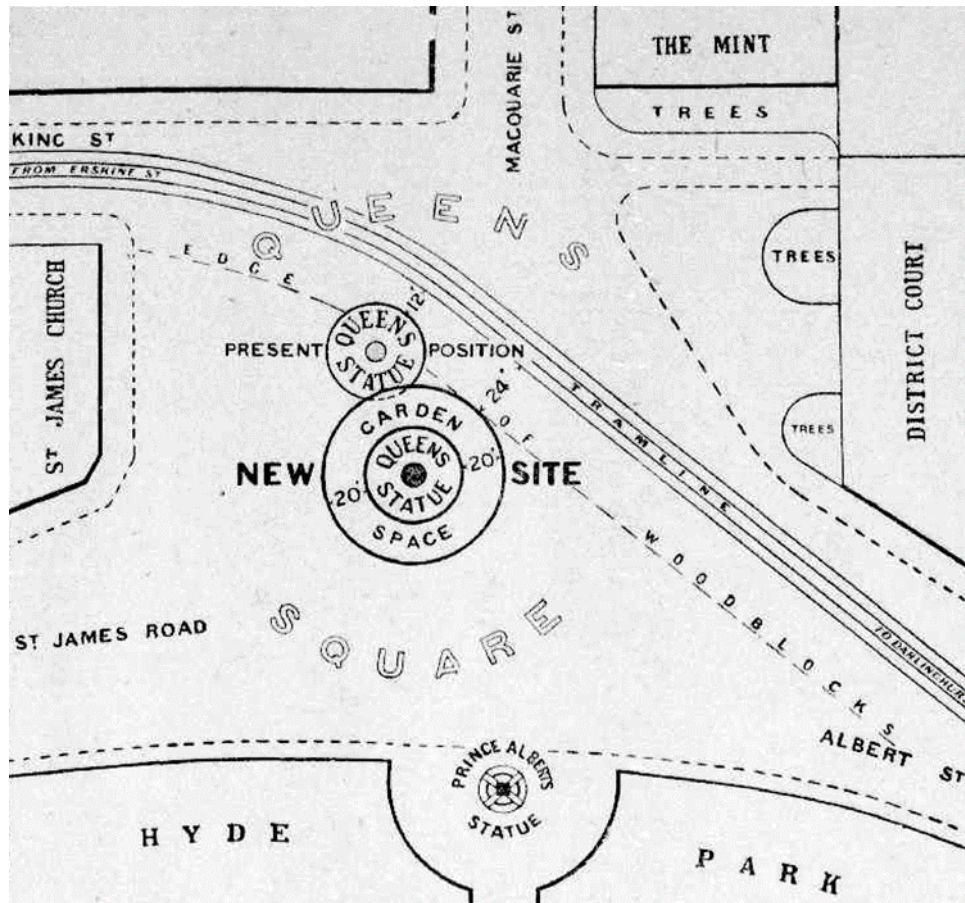 THE MINT
TREES
MACQUARIE ST
KING ST
FROM ERSKINE ST
QUEENS
EDGE
12'
TREES
DISTRICT COURT
ST JAMES CHURCH
QUEENS
STATUE
PRESENT
POSITION
24'
OF
TRAMLINE
TREES
GARDEN
QUEENS
STATUE
SPACE
20'
20'
NEW
SITE
WOODBLOCKS
SQUARE
ST JAMES ROAD
TO DARLINGHURST
ALBERT ST
PRINCE ALBERTS
STATUE
HYDE
PARK